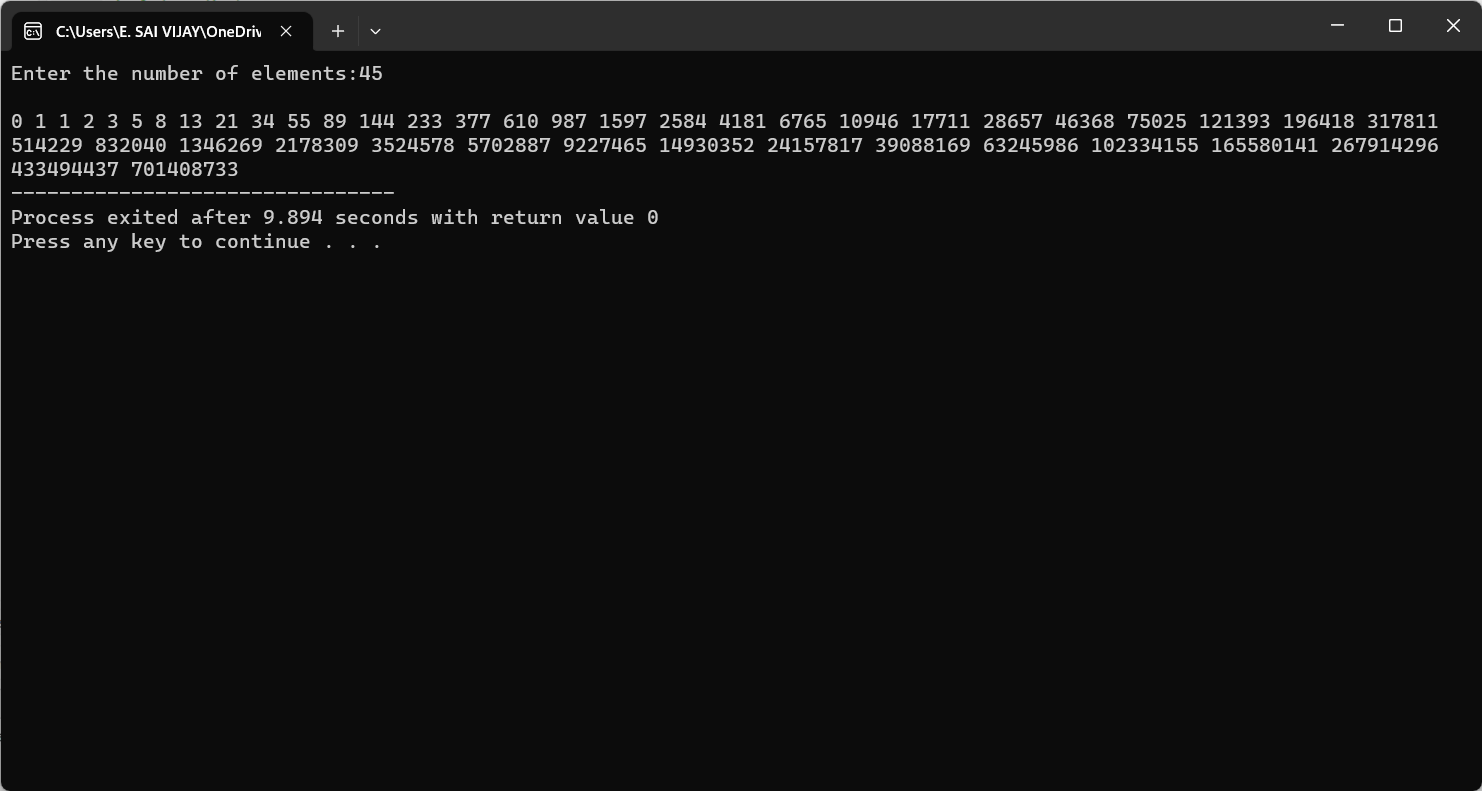 C:\Users\E. SAI VIJAY\OneDriv
Enter the number of elements:45
0 1 1 2 3 5 8 13 21 34 55 89 144 233 377 610 987 1597 2584 4181 6765 10946 17711 28657 46368 75025 121393 196418 317811
514229 832040 1346269 2178309 3524578 5702887 9227465 14930352 24157817 39088169 63245986 102334155 165580141 267914296
433494437 701408733
--------------------------------
Process exited after 9.894 seconds with return value 0
Press any key to continue . . .